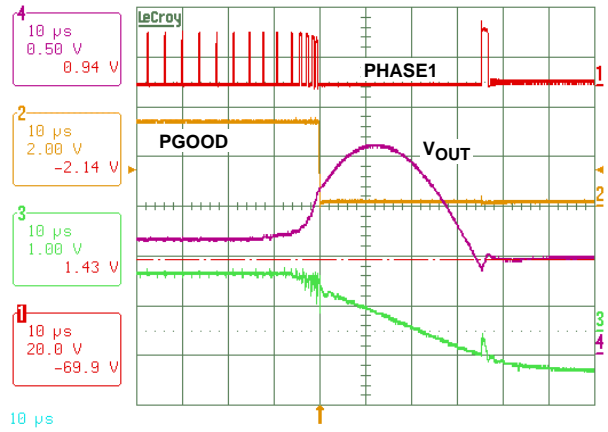 LeCroy
4
10 µs
0.50 V
0.94 V
2
10 µs
2.00 V
-2.14 V
3
10 µs
1.00 V
1.43 V
1
10 µs
20.0 V
-69.9 V
10 µs
PHASE1
PGOOD
VOUT
1
2
3
4